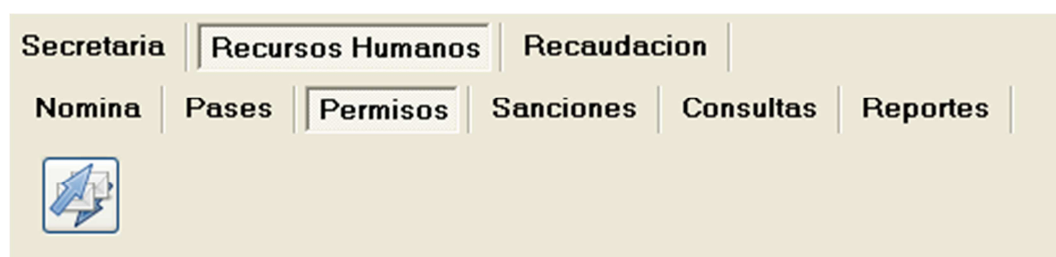 Secretaria Recursos Humanos Recaudacion
Nomina Pases Permisos Sanciones Consultas Reportes